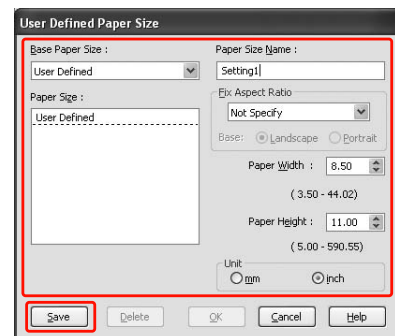 User Defined Paper Size
Base Paper Size :
User Defined
Paper Size :
User Defined
Paper Size Name :
Setting1
Fix Aspect Ratio
Not Specify
Base: Landscape Portrait
Paper Width : 8.50
( 3.50 - 44.02)
Paper Height : 11.00
( 5.00 - 590.55)
Unit
mm inch
Save Delete OK Cancel Help